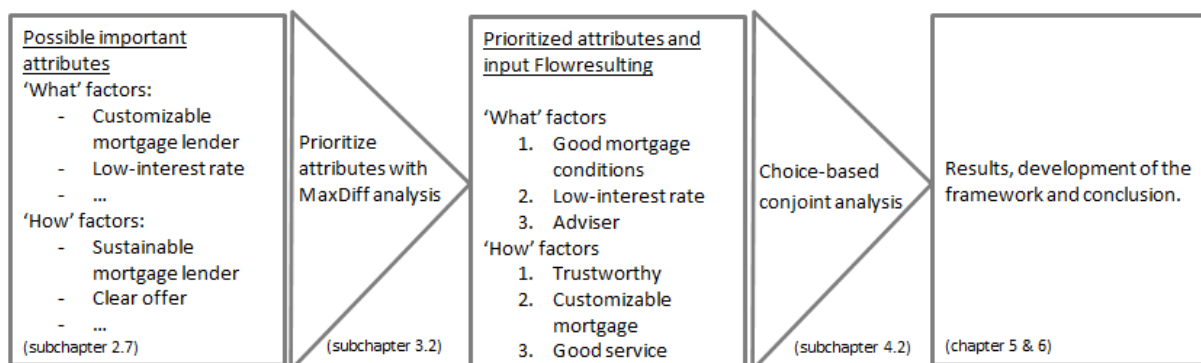 Possible important
attributes
‘What’ factors:
- Customizable
mortgage lender
- Low-interest rate
- ...
‘How’ factors:
- Sustainable
mortgage lender
- Clear offer
- ...
(subchapter 2.7)
Prioritize
attributes with
MaxDiff analysis
(subchapter 3.2)
Prioritized attributes and
input Flowresulting
‘What’ factors
1. Good mortgage
conditions
2. Low-interest rate
3. Adviser
‘How’ factors
1. Trustworthy
2. Customizable
mortgage
3. Good service
Choice-based
conjoint analysis
(subchapter 4.2)
Results, development of the
framework and conclusion.
(chapter 5 & 6)